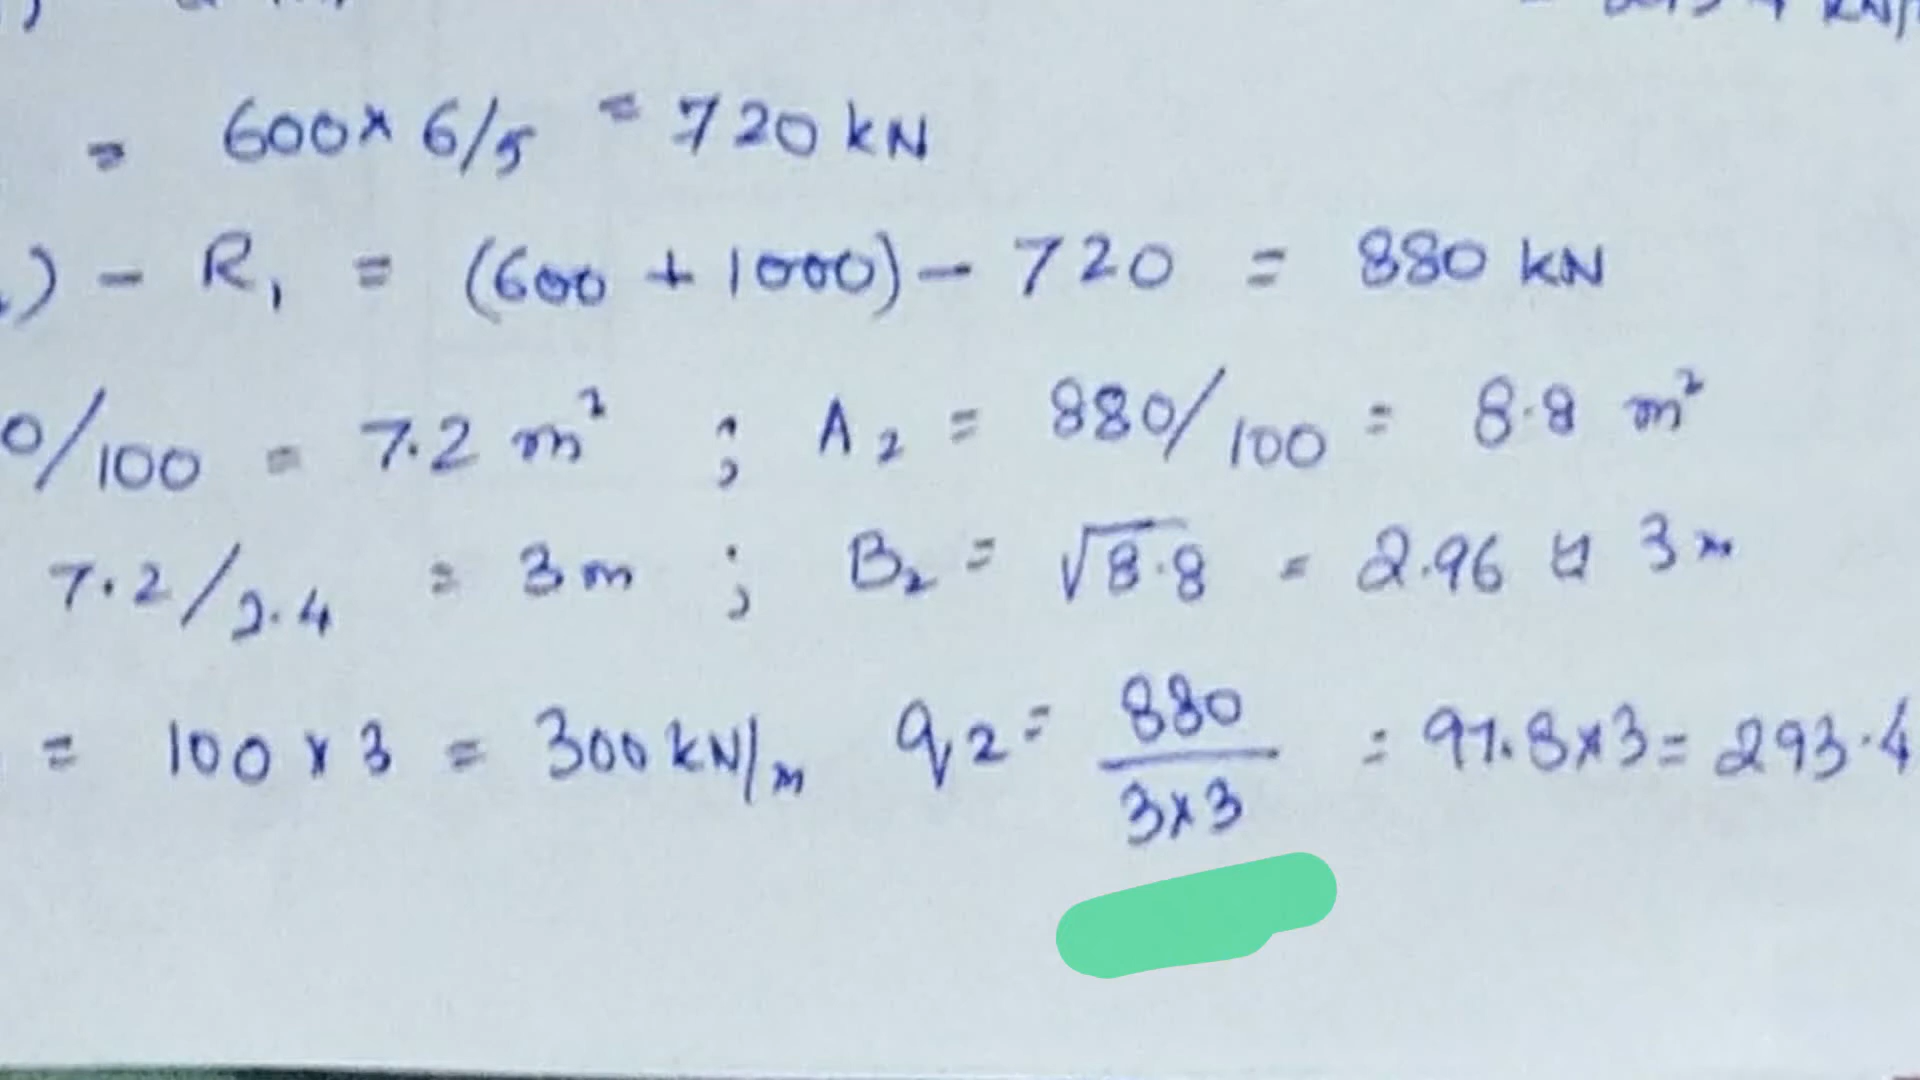 = 600 × 6/5 = 720 kN
) - R₁ = (600 + 1000) - 720 = 880 kN
0/100 = 7.2 m² ; A₂ = 880/100 = 8.8 m²
7.2/2.4 = 3m ; B₂ = √8.8 = 2.96 ≃ 3m
= 100 × 3 = 300 kN/m q₂ = 880/3×3 = 97.8×3 = 293.4